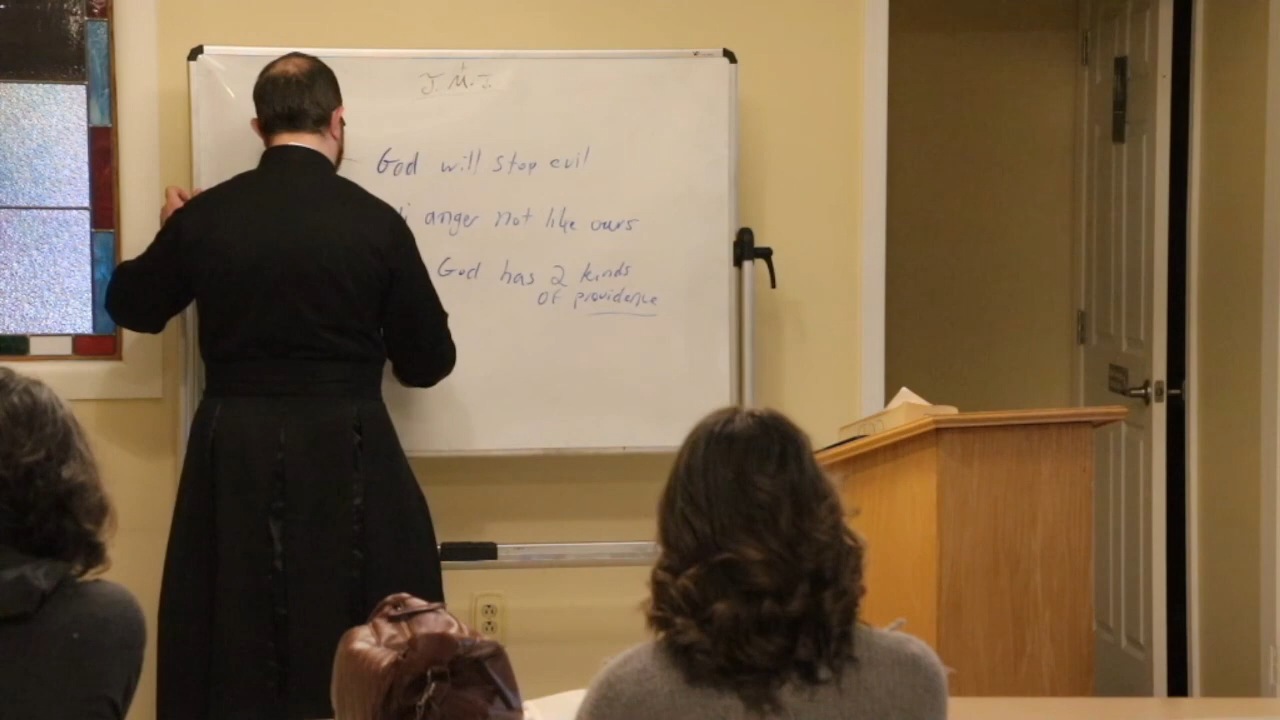 J. M. J.
God will stop evil
anger not like ours
God has 2 kinds
of providence